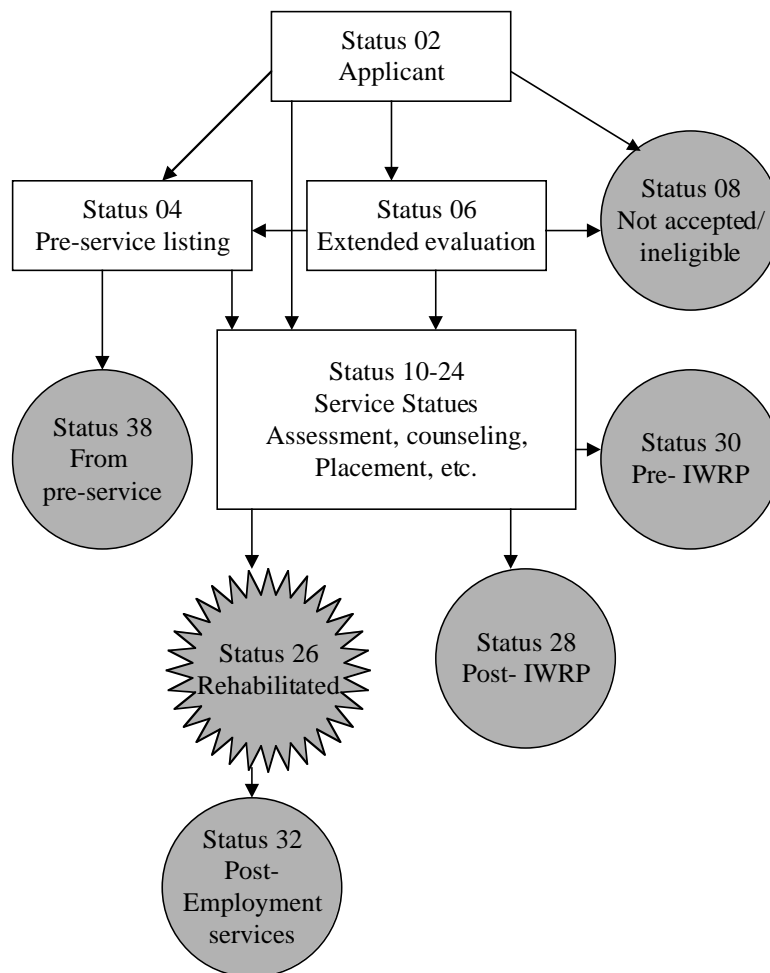 Status 02
Applicant
Status 04
Pre-service listing
Status 06
Extended evaluation
Status 08
Not accepted/
ineligible
Status 10-24
Service Statues
Assessment, counseling,
Placement, etc.
Status 38
From
pre-service
Status 30
Pre- IWRP
Status 26
Rehabilitated
Status 28
Post- IWRP
Status 32
Post-
Employment
services